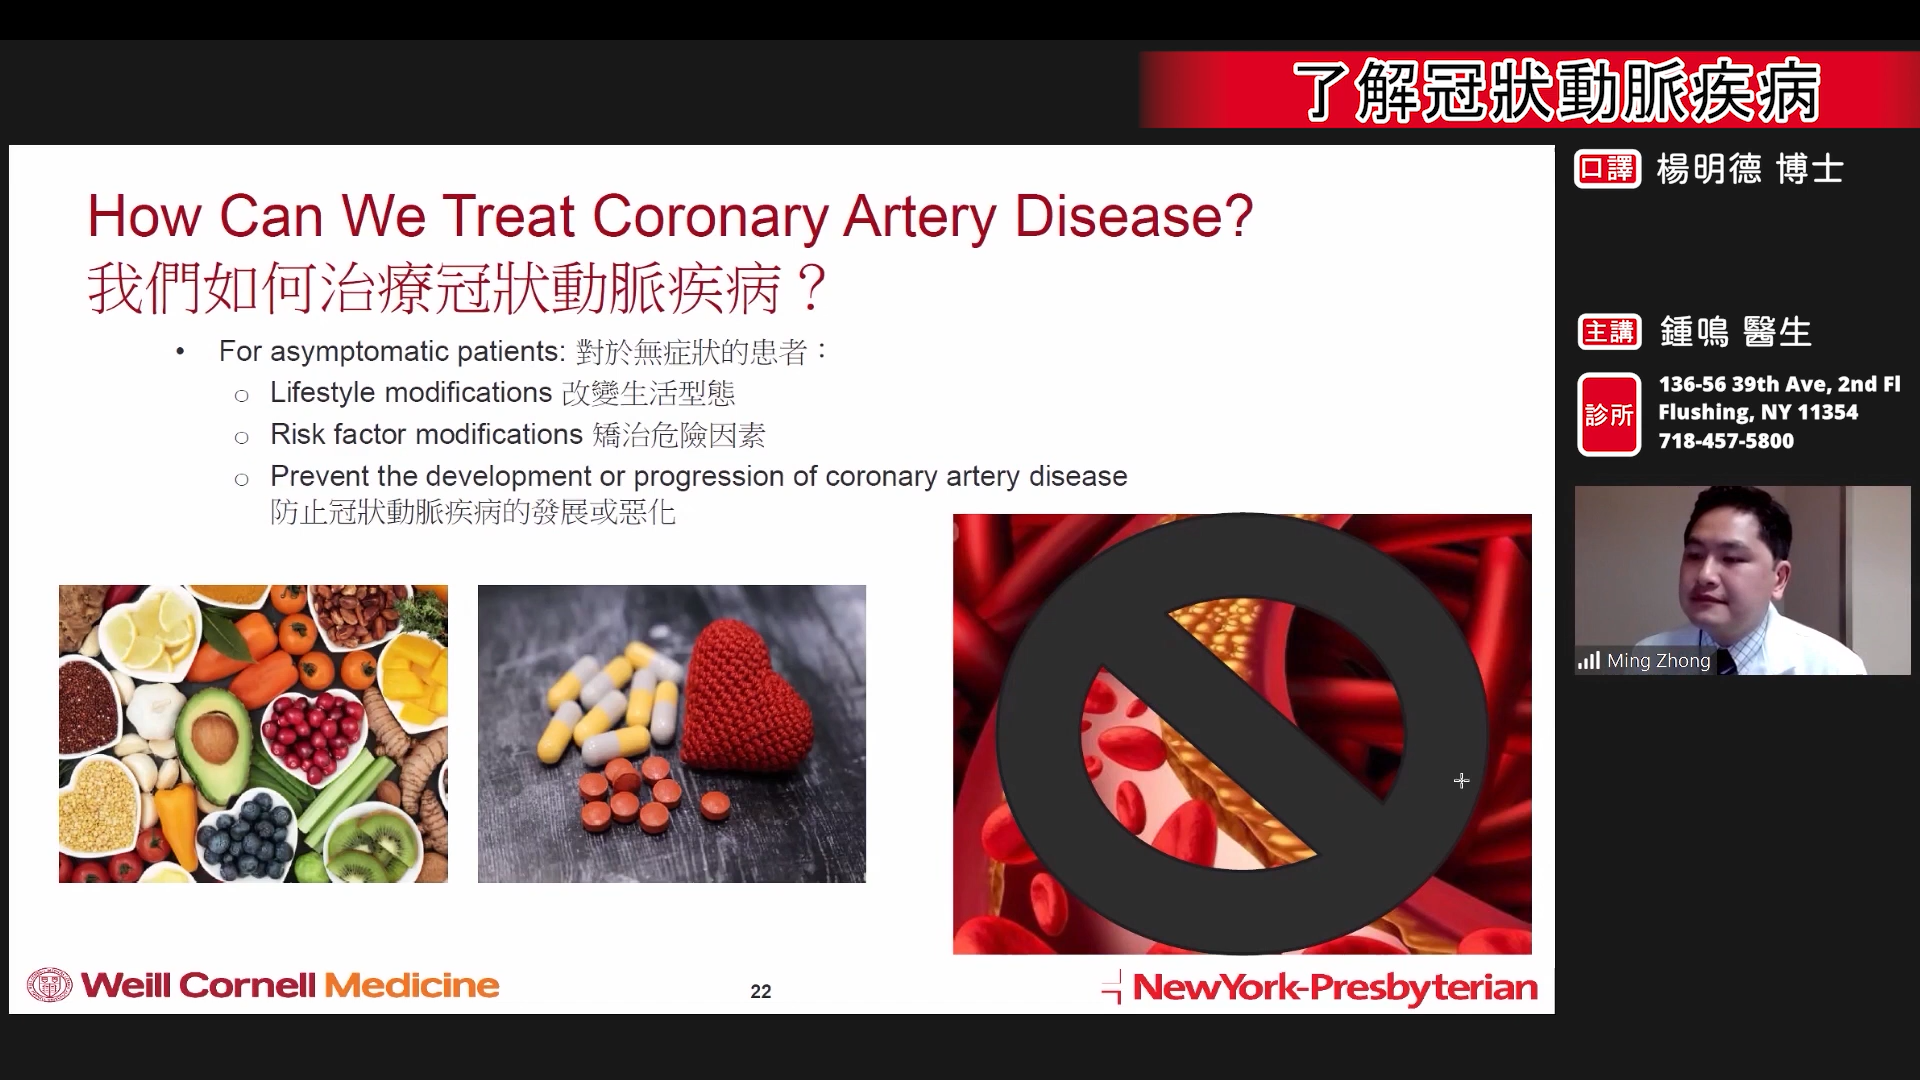 了解冠狀動脈疾病
口譯 楊明德 博士
主講 鍾鳴 醫生
診所
136-56 39th Ave, 2nd Fl
Flushing, NY 11354
718-457-5800
How Can We Treat Coronary Artery Disease?
我們如何治療冠狀動脈疾病？
• For asymptomatic patients: 對於無症狀的患者：
o Lifestyle modifications 改變生活型態
o Risk factor modifications 矯治危險因素
o Prevent the development or progression of coronary artery disease
防止冠狀動脈疾病的發展或惡化
Ming Zhong
Weill Cornell Medicine
22
NewYork-Presbyterian